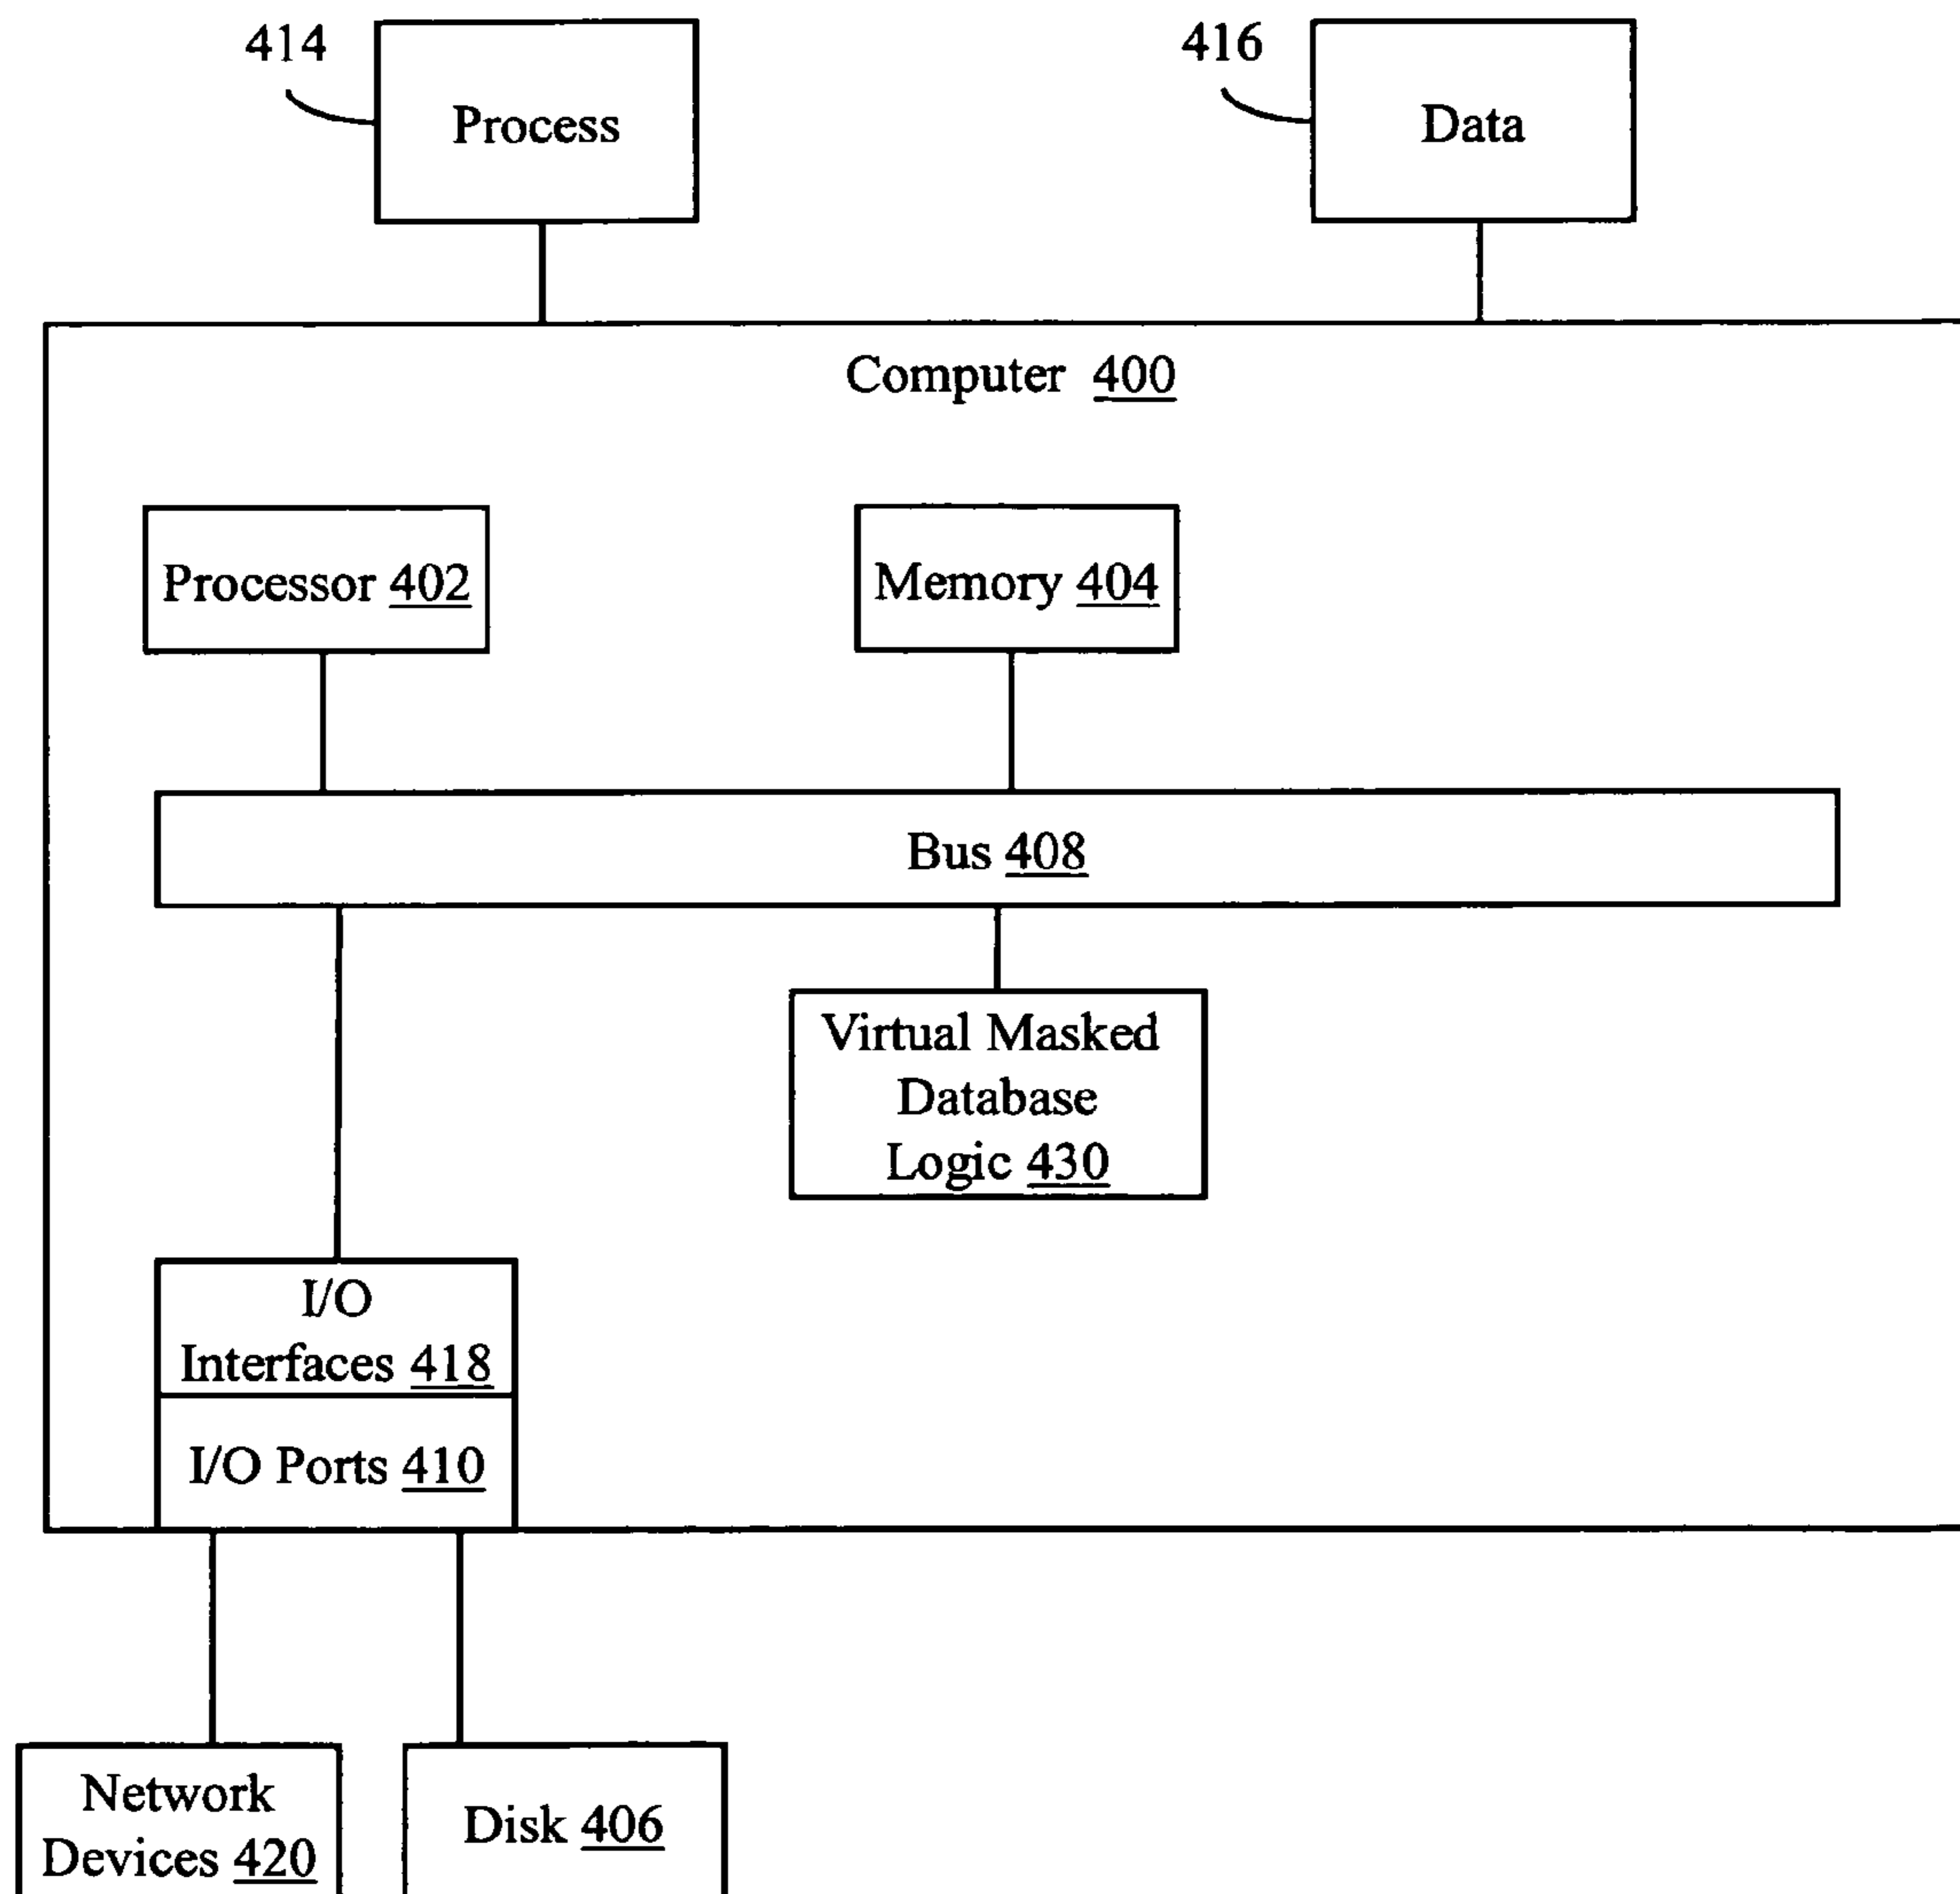 414
Process
416
Data
Computer 400
Processor 402
Memory 404
Bus 408
Virtual Masked
Database
Logic 430
I/O
Interfaces 418
I/O Ports 410
Network
Devices 420
Disk 406